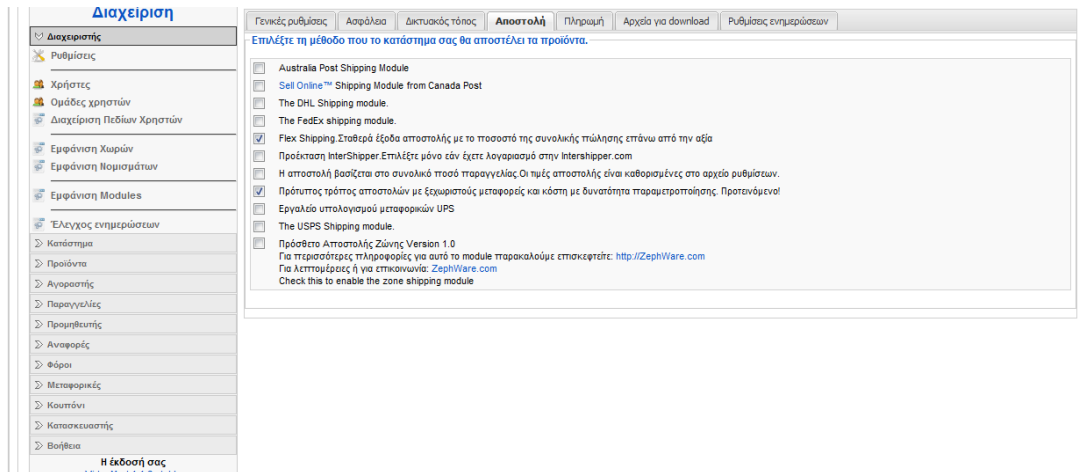 Διαχείριση
Διαχειριστής
Ρυθμίσεις
Χρήστες
Ομάδες χρηστών
Διαχείριση Πεδίων Χρηστών
Εμφάνιση Χωρών
Εμφάνιση Νομισμάτων
Εμφάνιση Modules
Έλεγχος ενημερώσεων
Κατάστημα
Προϊόντα
Αγοραστής
Παραγγελίες
Προμηθευτής
Αναφορές
Φόροι
Μεταφορικές
Κουπόνι
Κατασκευαστής
Βοήθεια
Η έκδοσή σας
Γενικές ρυθμίσεις Ασφάλεια Δικτυακός τόπος Αποστολή Πληρωμή Αρχεία για download Ρυθμίσεις ενημερώσεων
Επιλέξτε τη μέθοδο που το κατάστημα σας θα αποστέλει τα προϊόντα.
Australia Post Shipping Module
Sell Online™ Shipping Module from Canada Post
The DHL Shipping module.
The FedEx shipping module.
Flex Shipping.Σταθερά έξοδα αποστολής με το ποσοστό της συνολικής πώλησης επάνω από την αξία
Προέκταση InterShipper.Επιλέξτε μόνο εάν έχετε λογαριασμό στην Intershipper.com
Η αποστολή βασίζεται στο συνολικό ποσό παραγγελίας.Οι τιμές αποστολής είναι καθορισμένες στο αρχείο ρυθμίσεων.
Πρότυπος τρόπος αποστολών με ξεχωριστούς μεταφορείς και κόστη με δυνατότητα παραμετροποίησης. Προτενόμενο!
Εργαλείο υπολογισμού μεταφορικών UPS
The USPS Shipping module.
Πρόσθετο Αποστολής Ζώνης Version 1.0
Για περισσότερες πληροφορίες για αυτό το module παρακαλούμε επισκεφτείτε: http://ZephWare.com
Για λεπτομέρειες ή για επικοινωνία: ZephWare.com
Check this to enable the zone shipping module